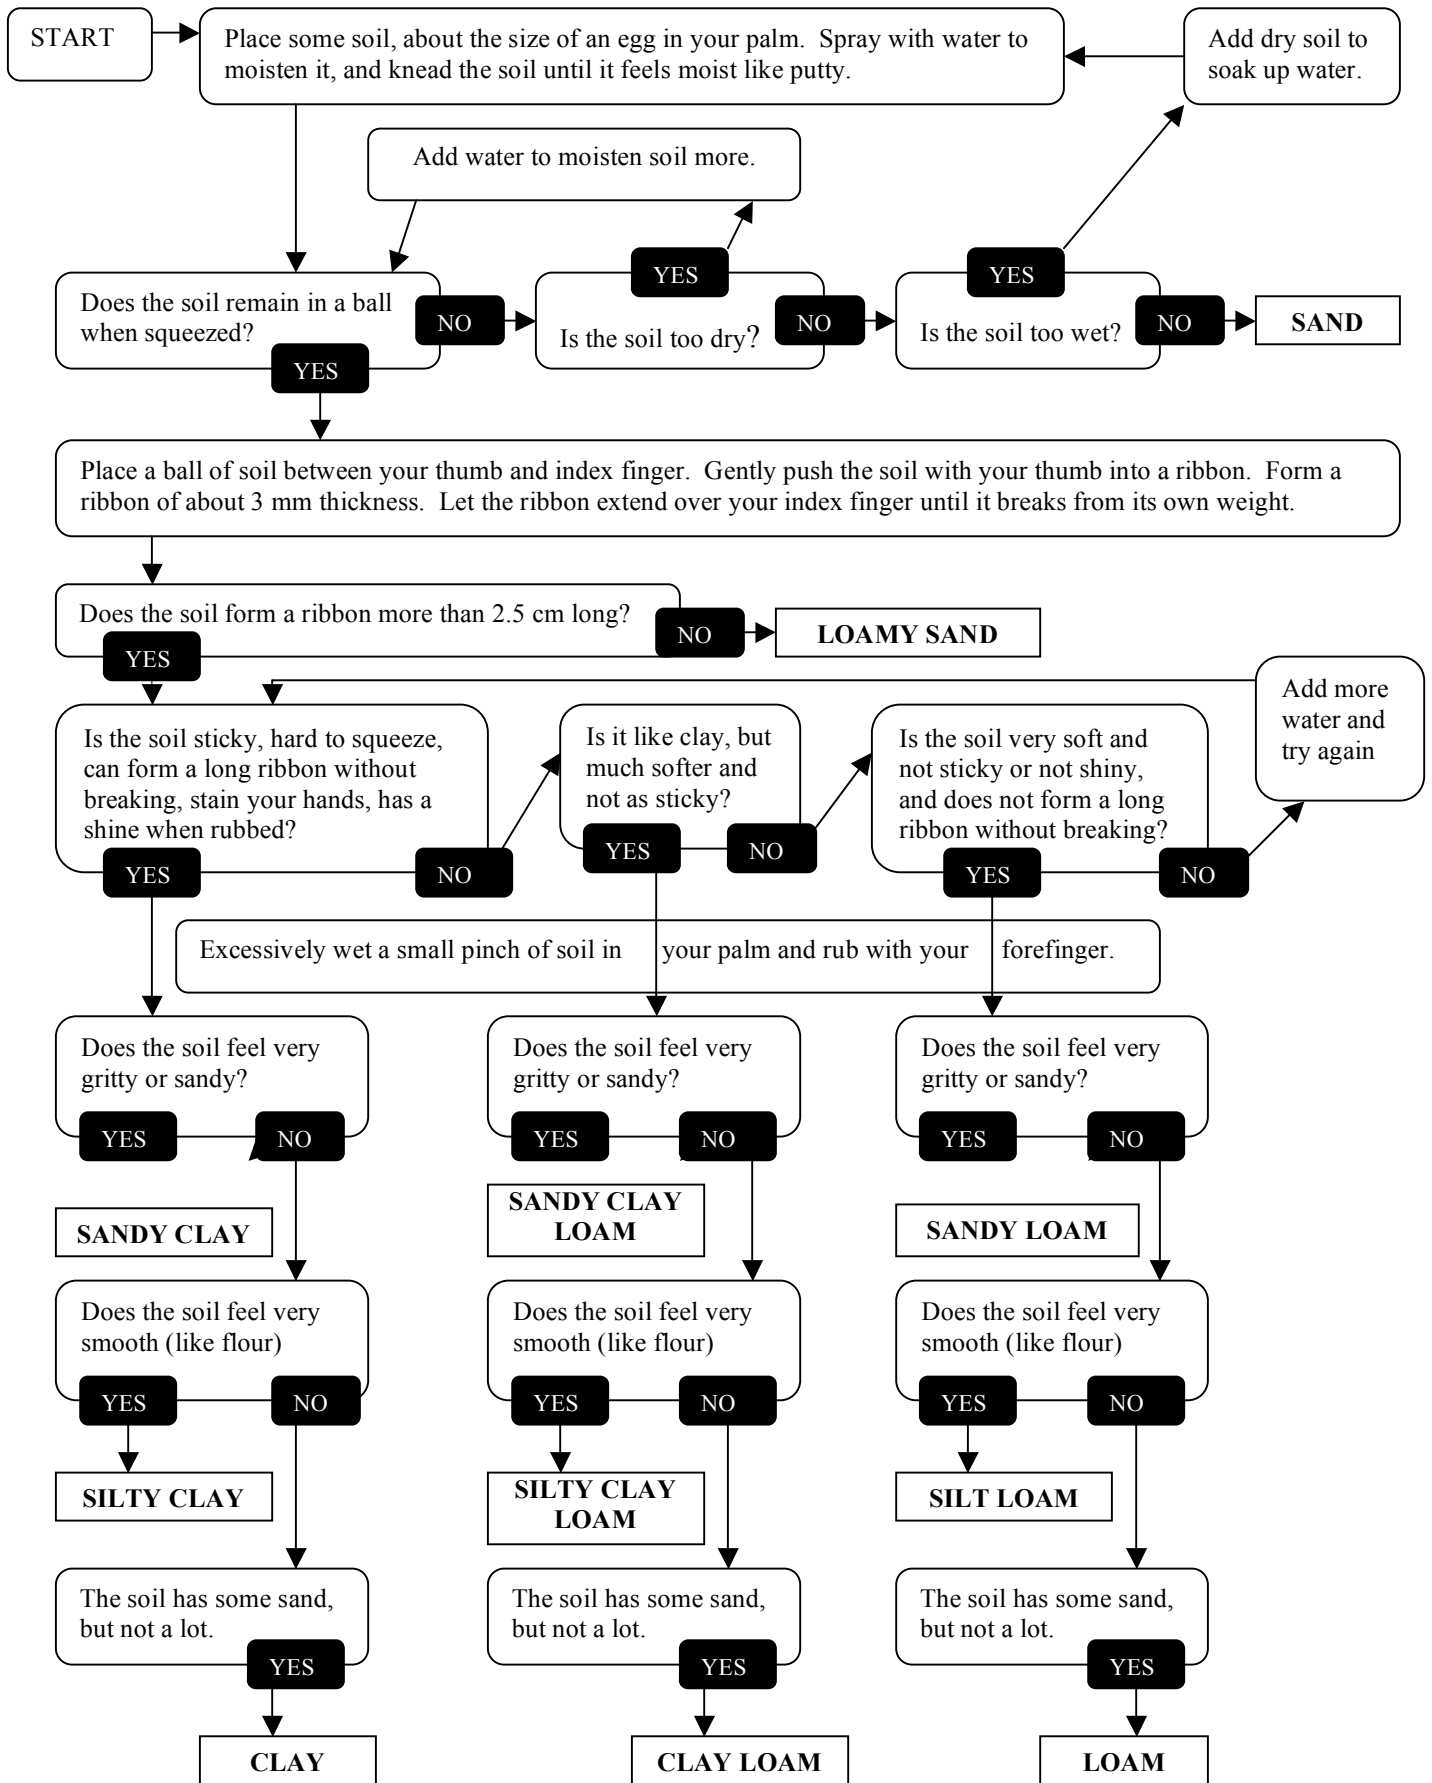 START
Place some soil, about the size of an egg in your palm.  Spray with water to
moisten it, and knead the soil until it feels moist like putty.
Add dry soil to
soak up water.
Add water to moisten soil more.
Does the soil remain in a ball
when squeezed?
NO
YES
YES
Is the soil too dry?
NO
YES
Is the soil too wet?
NO
SAND
Place a ball of soil between your thumb and index finger.  Gently push the soil with your thumb into a ribbon.  Form a
ribbon of about 3 mm thickness.  Let the ribbon extend over your index finger until it breaks from its own weight.
Does the soil form a ribbon more than 2.5 cm long?
YES
NO
LOAMY SAND
Add more
water and
try again
Is the soil sticky, hard to squeeze,
can form a long ribbon without
breaking, stain your hands, has a
shine when rubbed?
YES
NO
Is it like clay, but
much softer and
not as sticky?
YES
NO
Is the soil very soft and
not sticky or not shiny,
and does not form a long
ribbon without breaking?
YES
NO
Excessively wet a small pinch of soil in your palm and rub with your forefinger.
Does the soil feel very
gritty or sandy?
YES
NO
Does the soil feel very
gritty or sandy?
YES
NO
Does the soil feel very
gritty or sandy?
YES
NO
SANDY CLAY
SANDY CLAY
LOAM
SANDY LOAM
Does the soil feel very
smooth (like flour)
YES
NO
Does the soil feel very
smooth (like flour)
YES
NO
Does the soil feel very
smooth (like flour)
YES
NO
SILTY CLAY
SILTY CLAY
LOAM
SILT LOAM
The soil has some sand,
but not a lot.
YES
The soil has some sand,
but not a lot.
YES
The soil has some sand,
but not a lot.
YES
CLAY
CLAY LOAM
LOAM